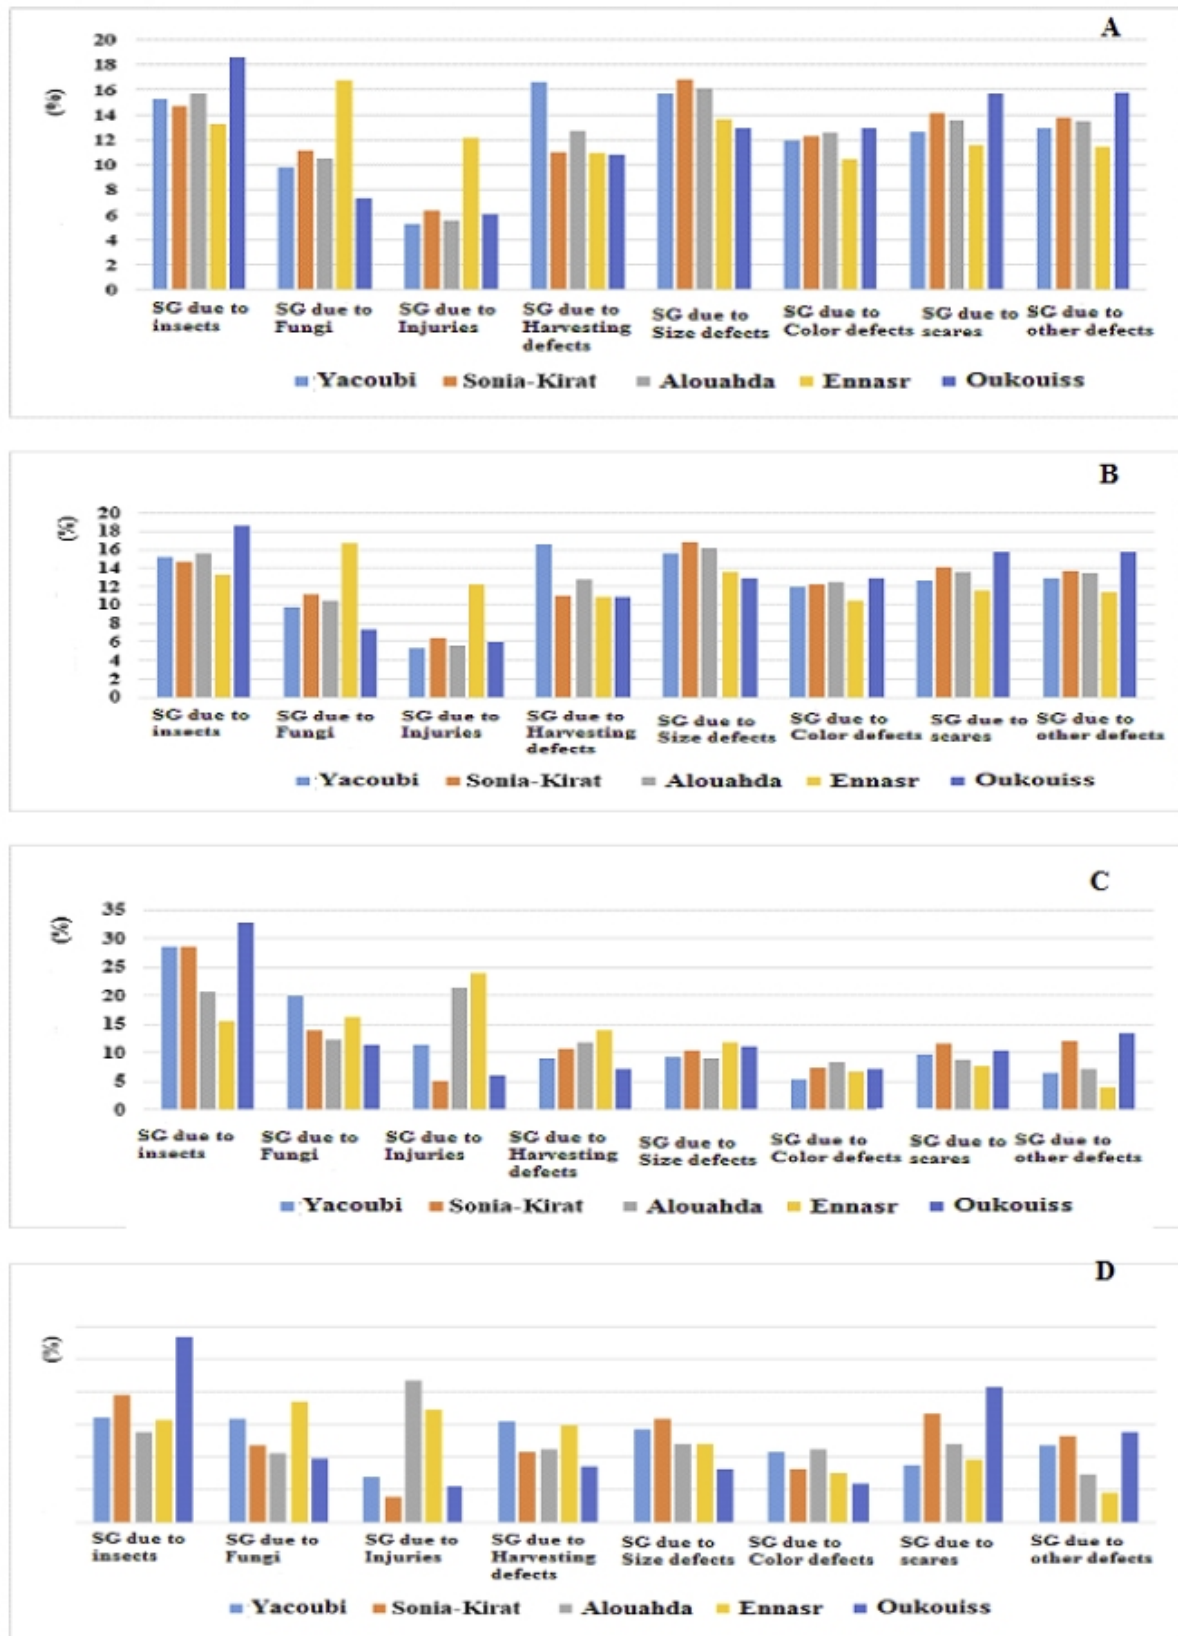 A
(%)
20
18
16
14
12
10
8
6
4
2
0
SG due to insects
SG due to Fungi
SG due to Injuries
SG due to Harvesting defects
SG due to Size defects
SG due to Color defects
SG due to scares
SG due to other defects
Yacoubi Sonia-Kirat Alouahda Ennasr Oukouiss
B
(%)
20
18
16
14
12
10
8
6
4
2
0
SG due to insects
SG due to Fungi
SG due to Injuries
SG due to Harvesting defects
SG due to Size defects
SG due to Color defects
SG due to scares
SG due to other defects
Yacoubi Sonia-Kirat Alouahda Ennasr Oukouiss
C
(%)
35
30
25
20
15
10
5
0
SG due to insects
SG due to Fungi
SG due to Injuries
SG due to Harvesting defects
SG due to Size defects
SG due to Color defects
SG due to scares
SG due to other defects
Yacoubi Sonia-Kirat Alouahda Ennasr Oukouiss
D
(%)
SG due to insects
SG due to Fungi
SG due to Injuries
SG due to Harvesting defects
SG due to Size defects
SG due to Color defects
SG due to scares
SG due to other defects
Yacoubi Sonia-Kirat Alouahda Ennasr Oukouiss